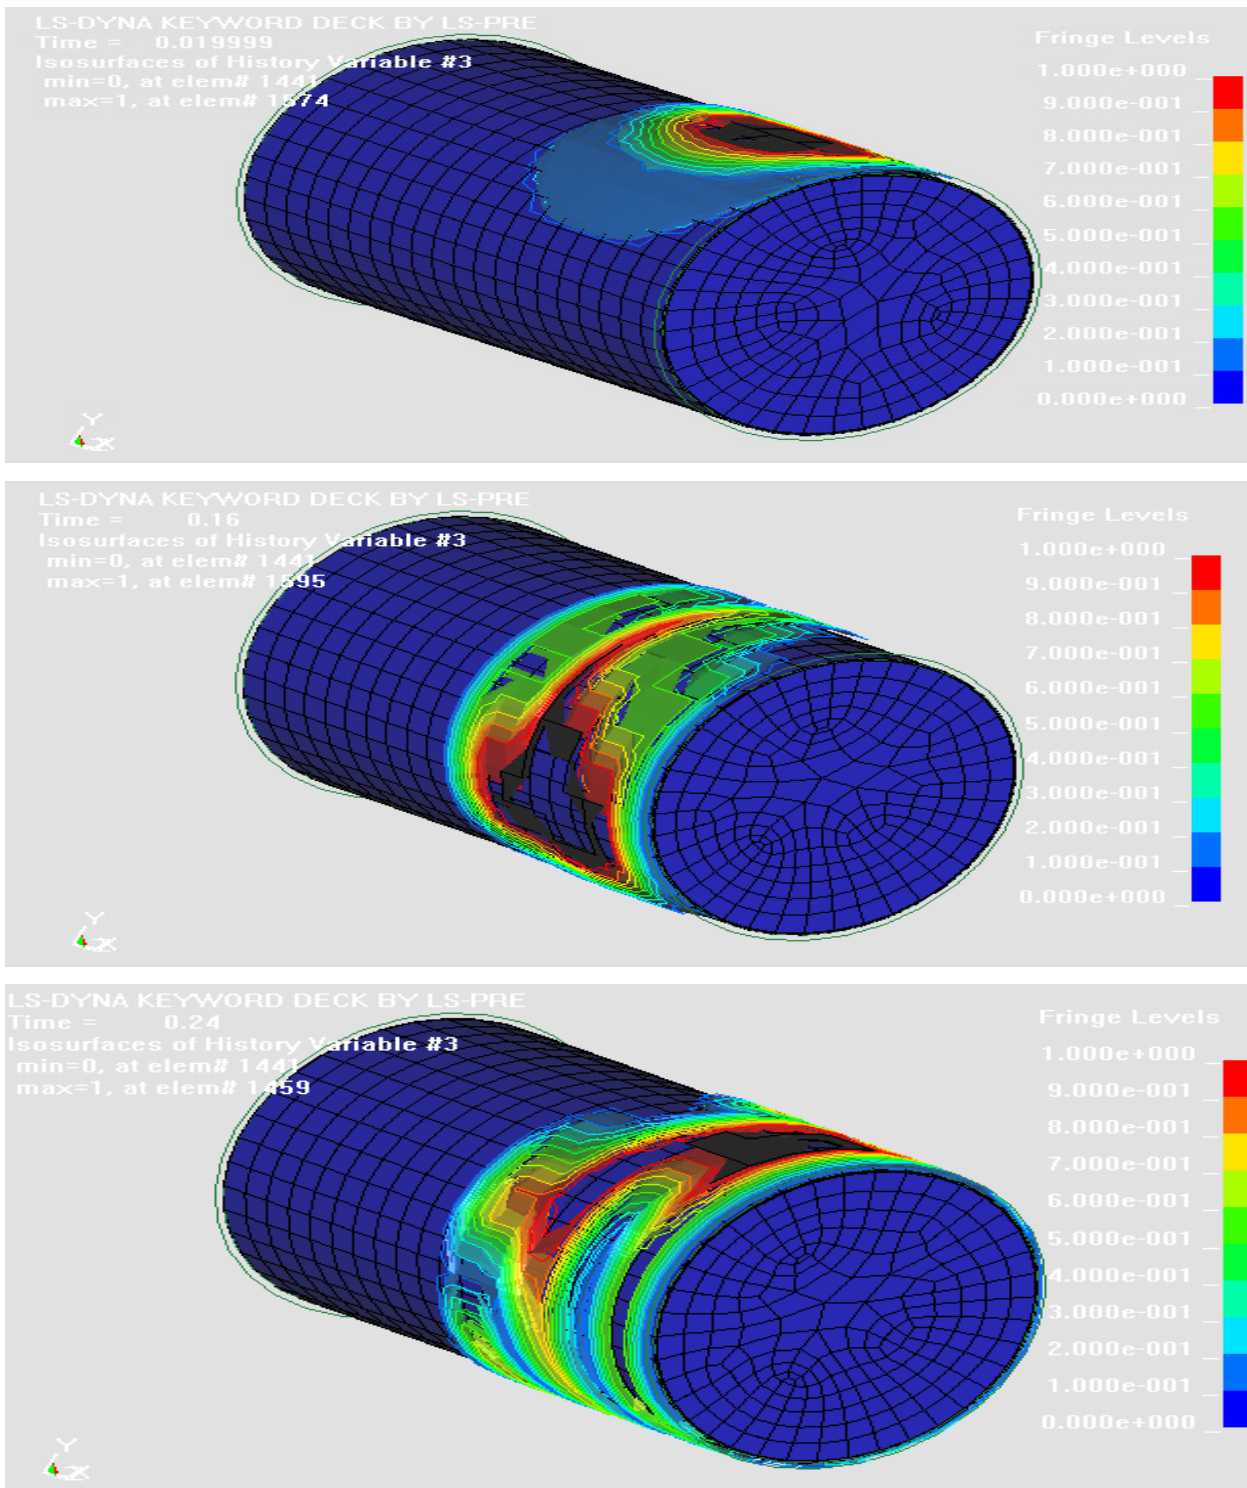 LS-DYNA KEYWORD DECK BY LS-PRE
Time = 0.019999
Isosurfaces of History Variable #3
min=0, at elem# 1441
max=1, at elem# 1574
Fringe Levels
1.000e+000
9.000e-001
8.000e-001
7.000e-001
6.000e-001
5.000e-001
4.000e-001
3.000e-001
2.000e-001
1.000e-001
0.000e+000
Y
X
LS-DYNA KEYWORD DECK BY LS-PRE
Time = 0.16
Isosurfaces of History Variable #3
min=0, at elem# 1441
max=1, at elem# 1595
Fringe Levels
1.000e+000
9.000e-001
8.000e-001
7.000e-001
6.000e-001
5.000e-001
4.000e-001
3.000e-001
2.000e-001
1.000e-001
0.000e+000
Y
X
LS-DYNA KEYWORD DECK BY LS-PRE
Time = 0.24
Isosurfaces of History Variable #3
min=0, at elem# 1441
max=1, at elem# 1459
Fringe Levels
1.000e+000
9.000e-001
8.000e-001
7.000e-001
6.000e-001
5.000e-001
4.000e-001
3.000e-001
2.000e-001
1.000e-001
0.000e+000
Y
X